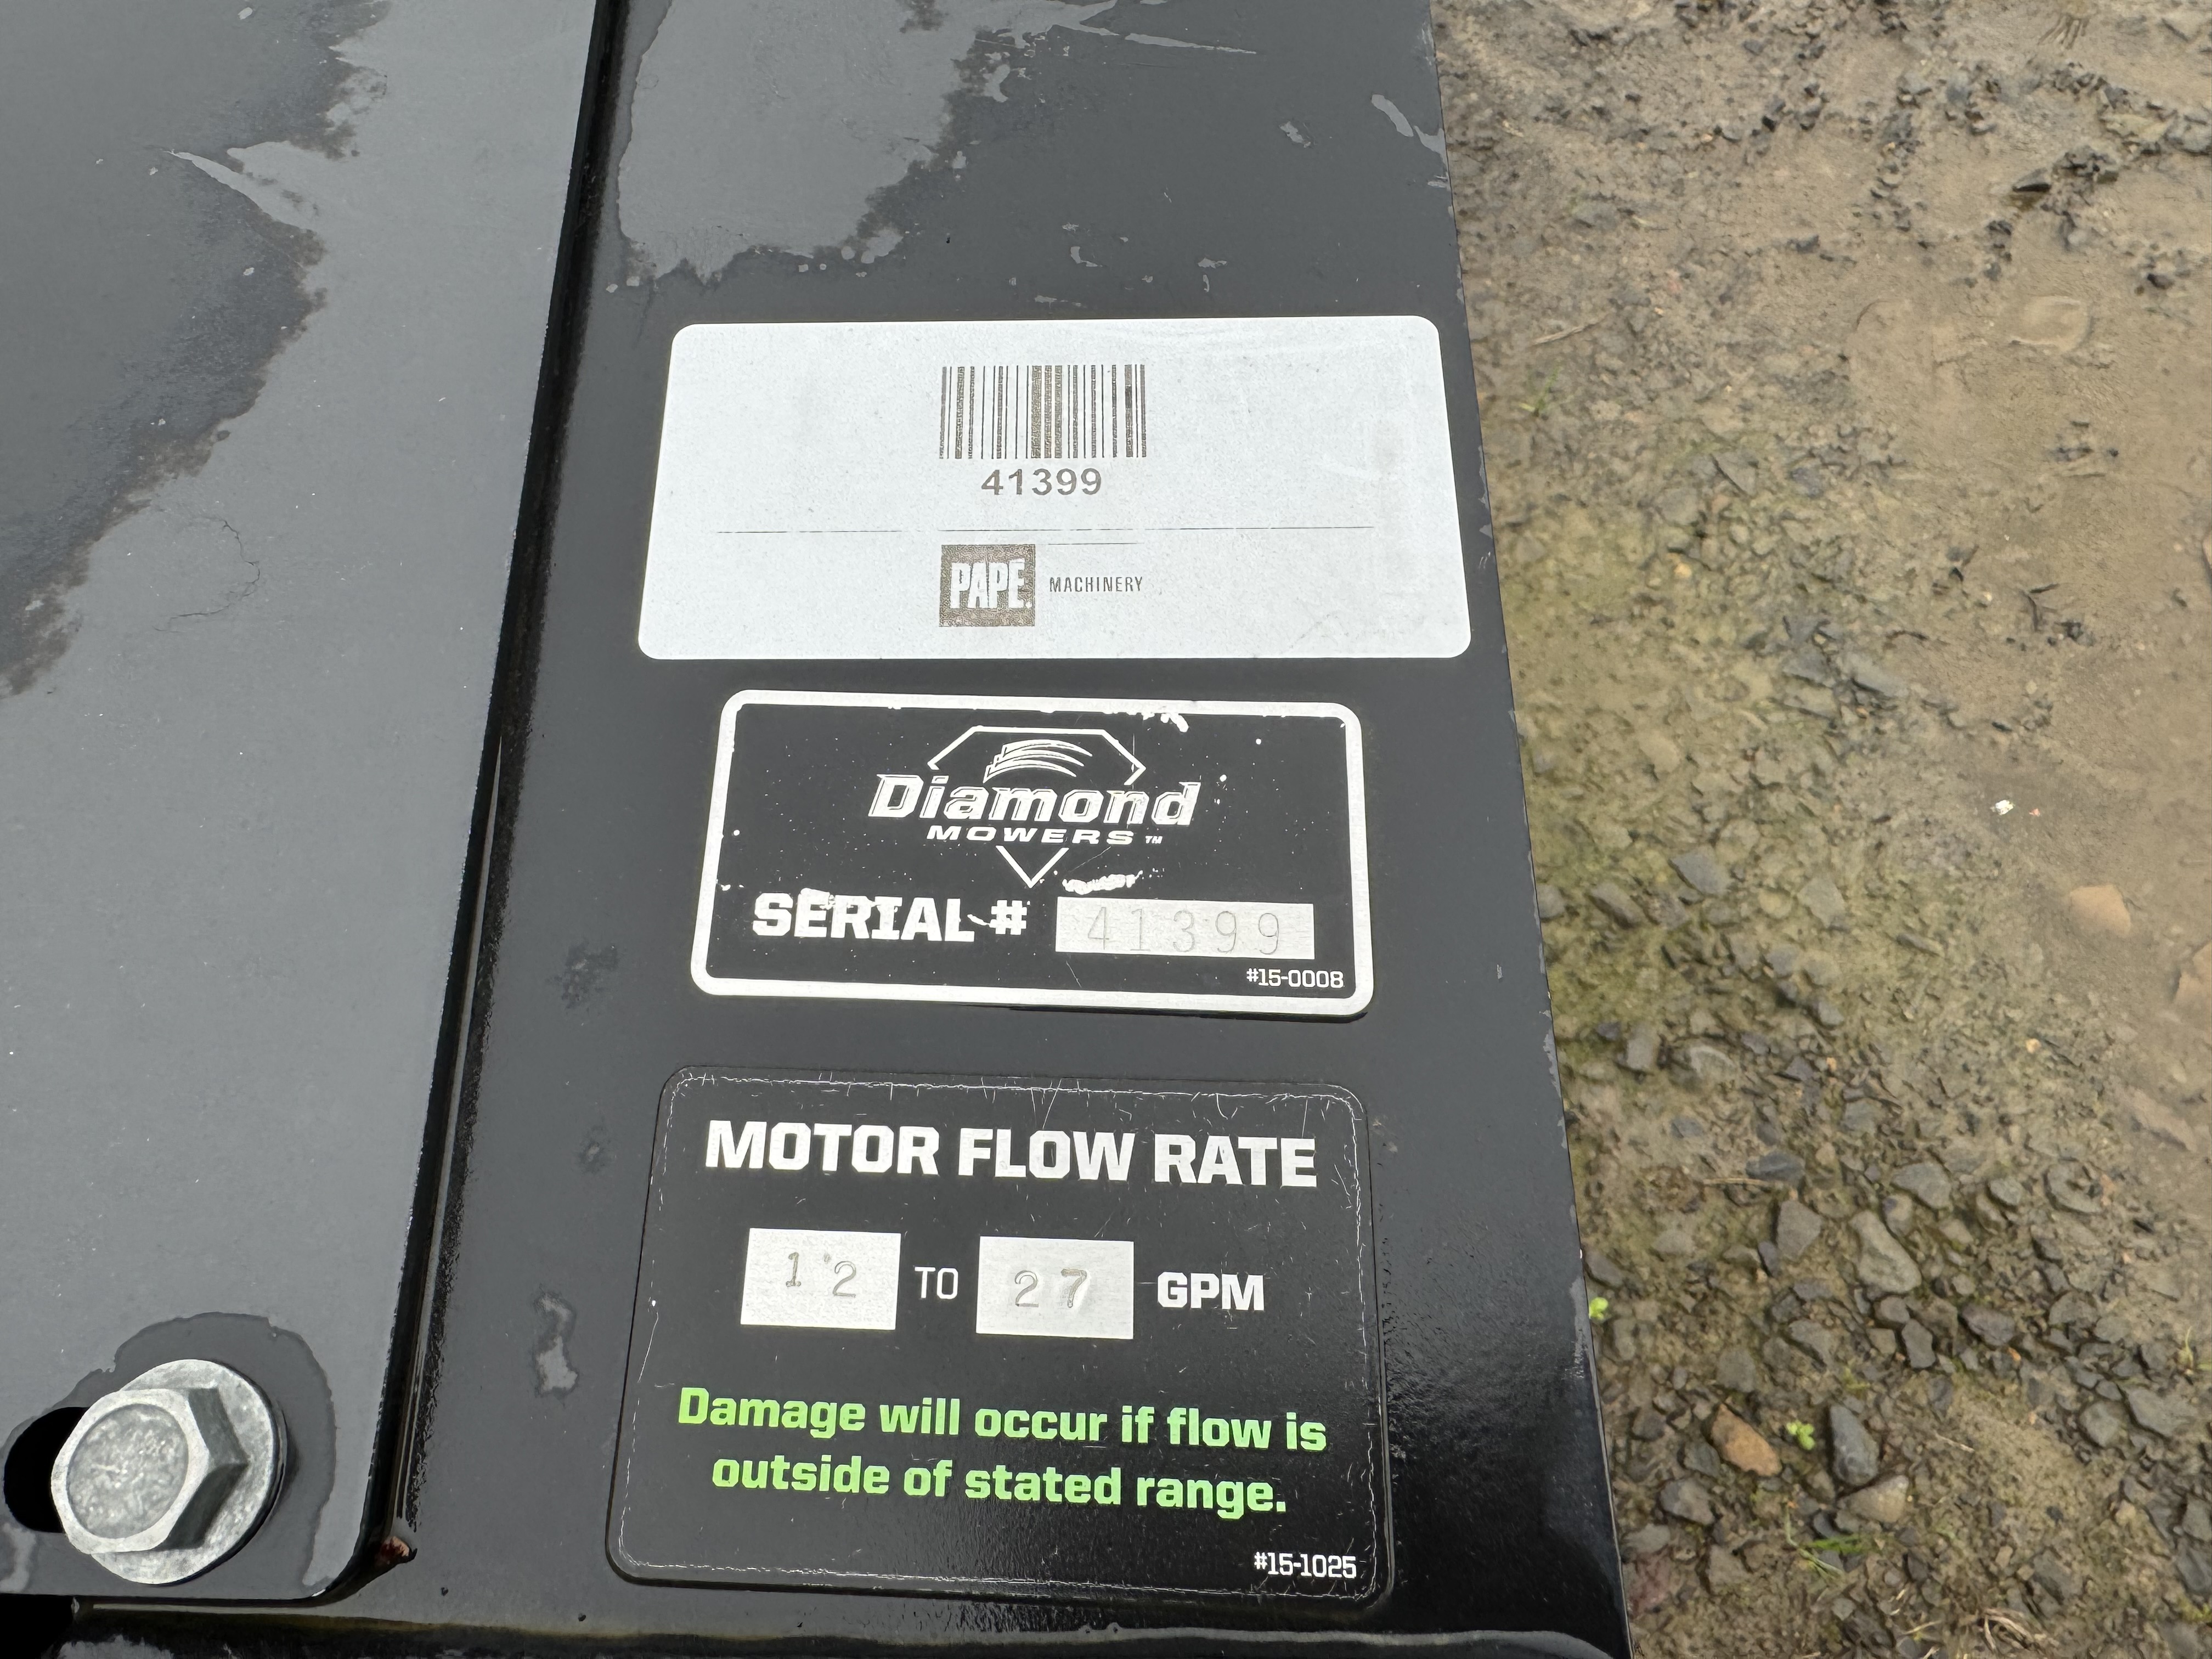 41399
PAPÉ MACHINERY
Diamond
MOWERS™
SERIAL # 41399
#15-0008
MOTOR FLOW RATE
12 TO 27 GPM
Damage will occur if flow is
outside of stated range.
#15-1025